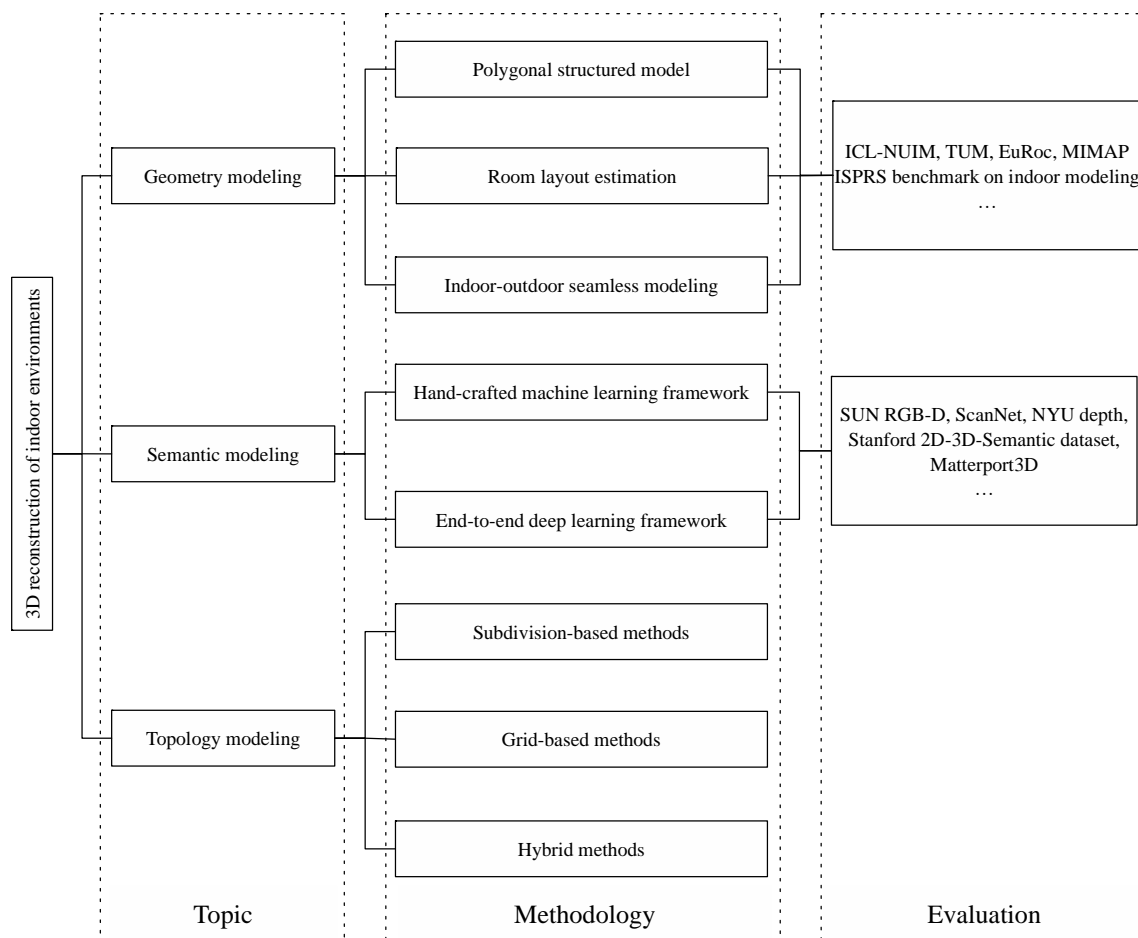 3D reconstruction of indoor environments
Geometry modeling
Semantic modeling
Topology modeling
Topic
Polygonal structured model
Room layout estimation
Indoor-outdoor seamless modeling
Hand-crafted machine learning framework
End-to-end deep learning framework
Subdivision-based methods
Grid-based methods
Hybrid methods
Methodology
ICL-NUIM, TUM, EuRoc, MIMAP
ISPRS benchmark on indoor modeling
…
SUN RGB-D, ScanNet, NYU depth,
Stanford 2D-3D-Semantic dataset,
Matterport3D
…
Evaluation